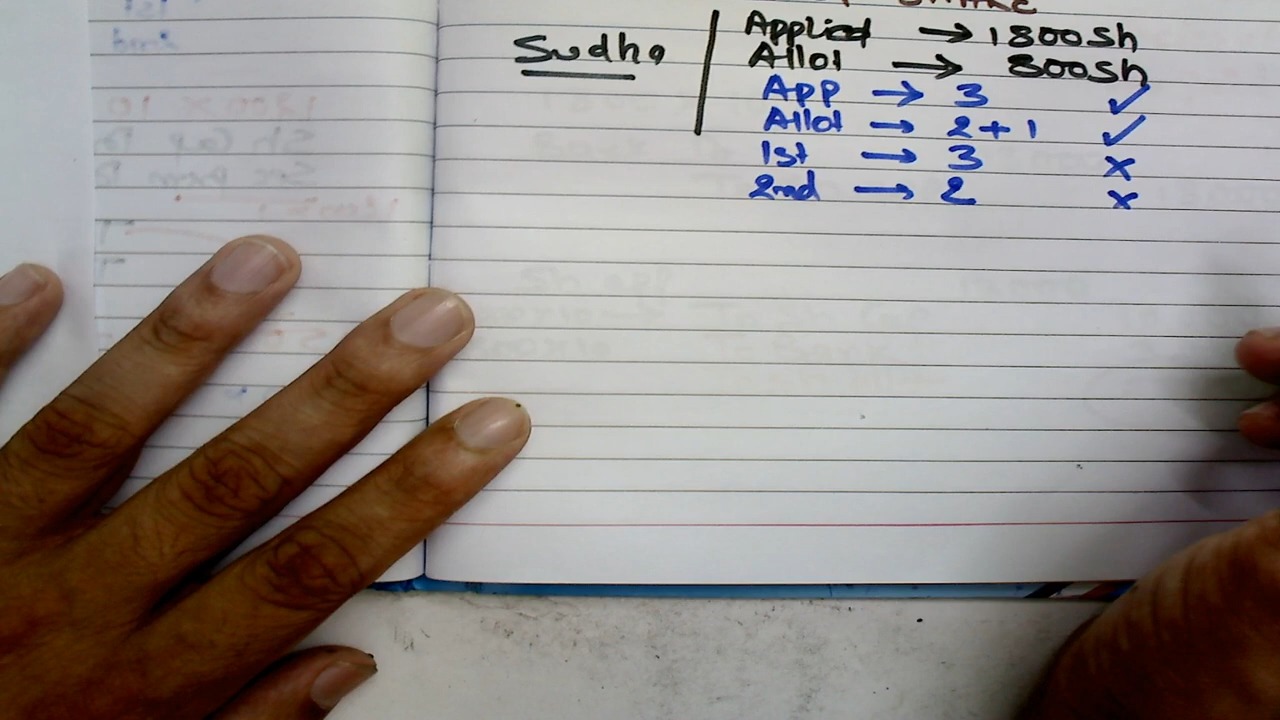 Sudha
Applied → 1800Sh
Allot → 800Sh
App → 3 ✓
Allot → 2+1 ✓
1st → 3 x
2nd → 2 x